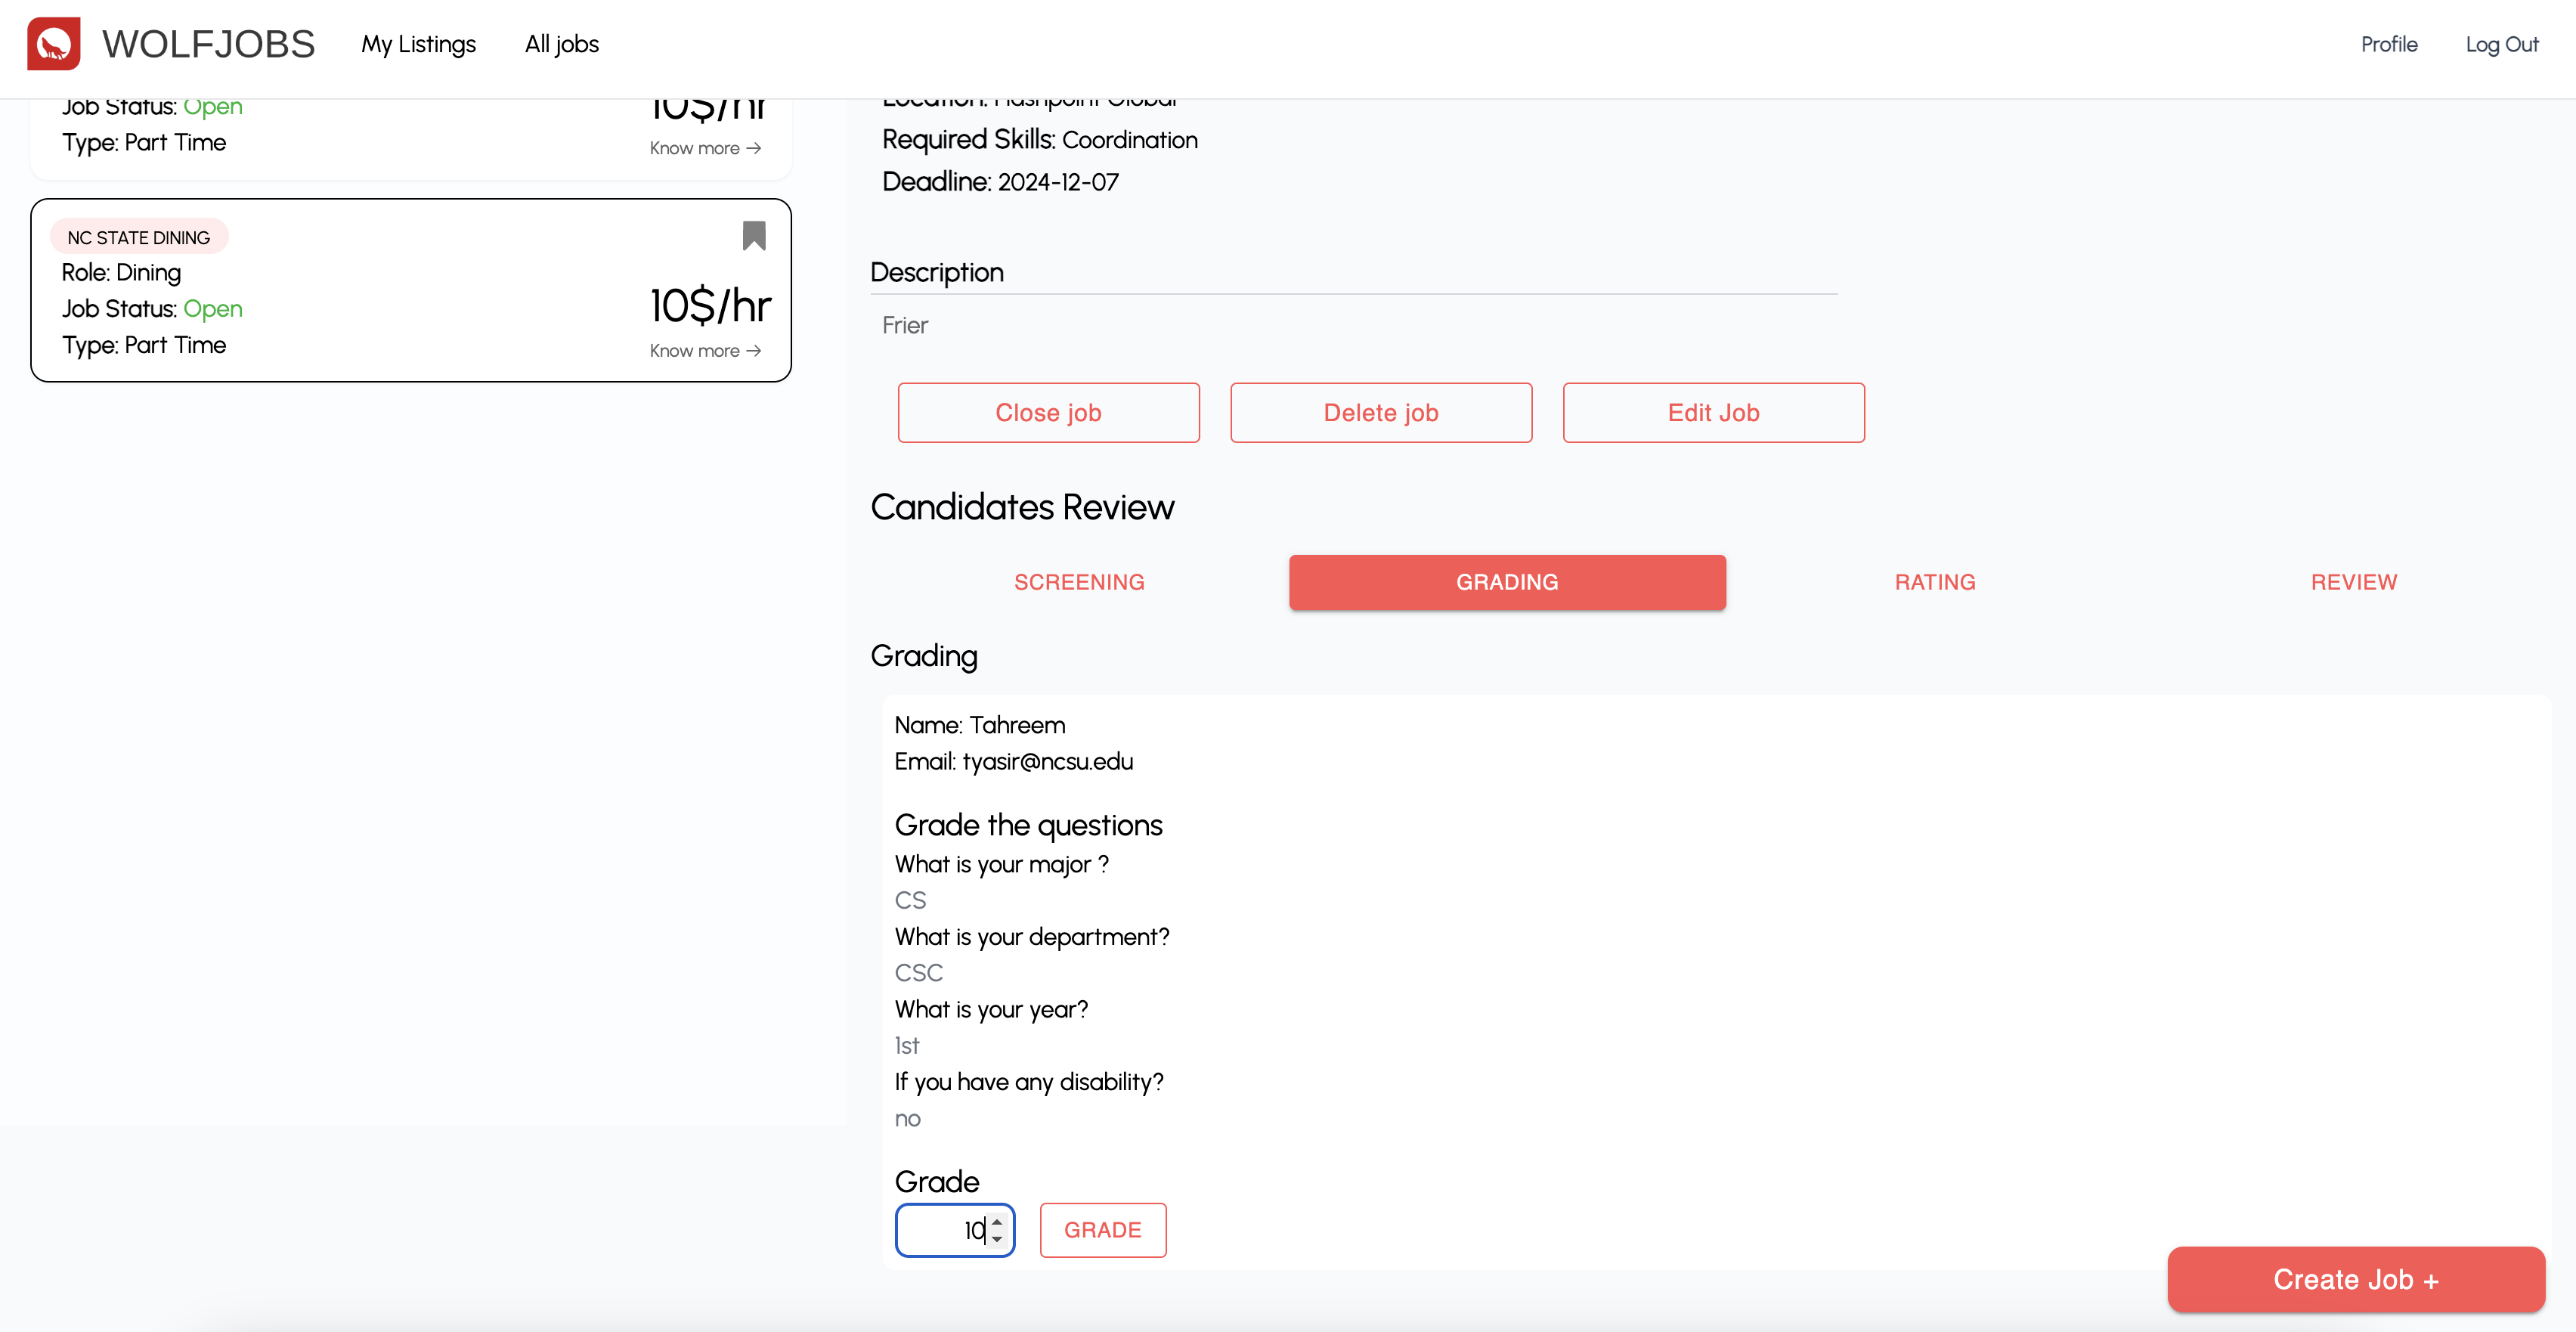 WOLFJOBS My Listings All jobs Profile Log Out
Job Status: Open
10$/hr
Type: Part Time
Know more →
NC STATE DINING
Role: Dining
Job Status: Open
10$/hr
Type: Part Time
Know more →
Location: Flashpoint Global
Required Skills: Coordination
Deadline: 2024-12-07
Description
Frier
Close job Delete job Edit Job
Candidates Review
SCREENING GRADING RATING REVIEW
Grading
Name: Tahreem
Email: tyasir@ncsu.edu
Grade the questions
What is your major ?
CS
What is your department?
CSC
What is your year?
1st
If you have any disability?
no
Grade
10 GRADE
Create Job +